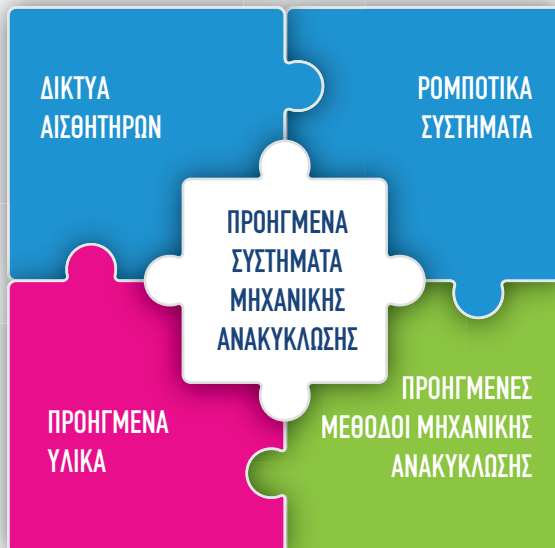 ΔΙΚΤΥΑ
ΑΙΣΘΗΤΗΡΩΝ
ΡΟΜΠΟΤΙΚΑ
ΣΥΣΤΗΜΑΤΑ
ΠΡΟΗΓΜΕΝΑ
ΣΥΣΤΗΜΑΤΑ
ΜΗΧΑΝΙΚΗΣ
ΑΝΑΚΥΚΛΩΣΗΣ
ΠΡΟΗΓΜΕΝΑ
ΥΛΙΚΑ
ΠΡΟΗΓΜΕΝΕΣ
ΜΕΘΟΔΟΙ ΜΗΧΑΝΙΚΗΣ
ΑΝΑΚΥΚΛΩΣΗΣ